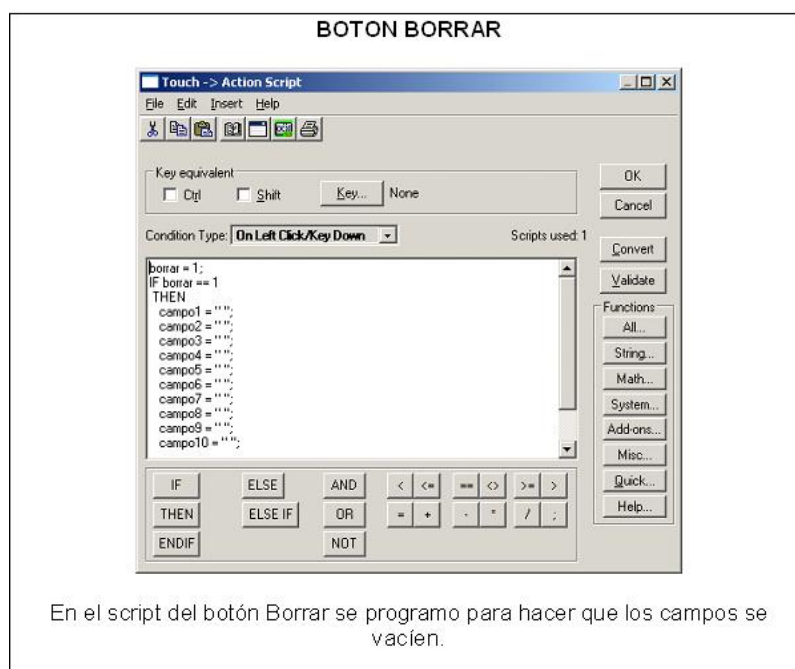 BOTON BORRAR
Touch -> Action Script
File Edit Insert Help
Key equivalent
Ctrl Shift Key... None
OK
Cancel
Condition Type: On Left Click/Key Down Scripts used: 1
Convert
Validate
borrar = 1;
IF borrar == 1
THEN
campo1 = " ";
campo2 = " ";
campo3 = " ";
campo4 = " ";
campo5 = " ";
campo6 = " ";
campo7 = " ";
campo8 = " ";
campo9 = " ";
campo10 = " ";
Functions
All...
String...
Math...
System...
Add-ons...
Misc...
Quick...
Help...
IF ELSE AND < <= == <> >= >
THEN ELSE IF OR = + - * / ;
ENDIF NOT
En el script del botón Borrar se programo para hacer que los campos se
vacíen.